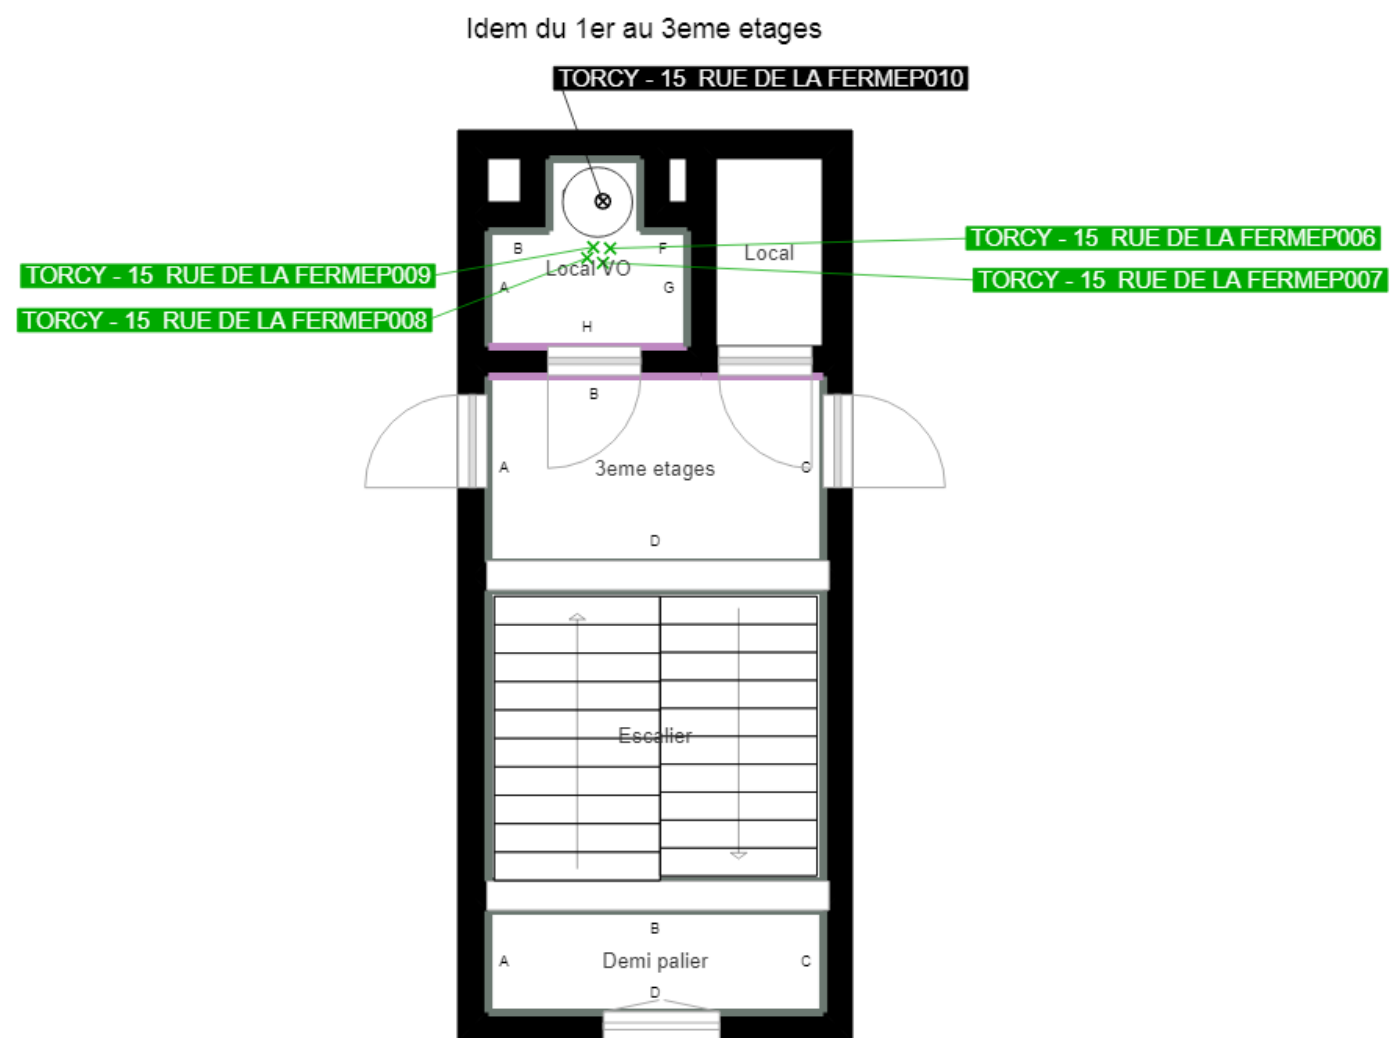 Idem du 1er au 3eme etages
TORCY - 15 RUE DE LA FERMEP010
TORCY - 15 RUE DE LA FERMEP006
B
F
Local
TORCY - 15 RUE DE LA FERMEP009
Local VO
TORCY - 15 RUE DE LA FERMEP007
A
G
TORCY - 15 RUE DE LA FERMEP008
H
B
A
3eme etages
C
D
Escalier
B
A
Demi palier
C
D